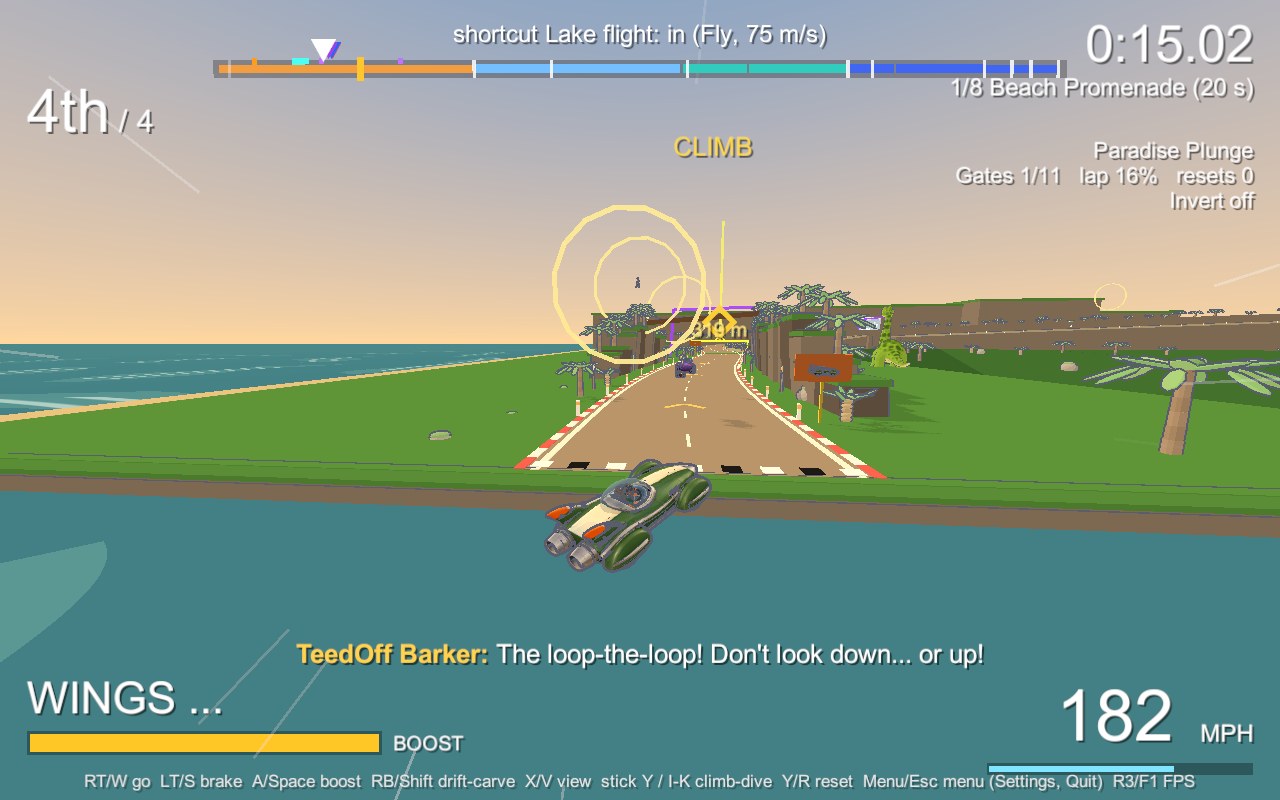 shortcut Lake flight: in (Fly, 75 m/s)
0:15.02
1/8 Beach Promenade (20 s)
4th / 4
CLIMB
Paradise Plunge
Gates 1/11 lap 16% resets 0
Invert off
319 m
TeedOff Barker: The loop-the-loop! Don't look down... or up!
WINGS ...
BOOST
182 MPH
RT/W go LT/S brake A/Space boost RB/Shift drift-carve X/V view stick Y / I-K climb-dive Y/R reset Menu/Esc menu (Settings, Quit) R3/F1 FPS